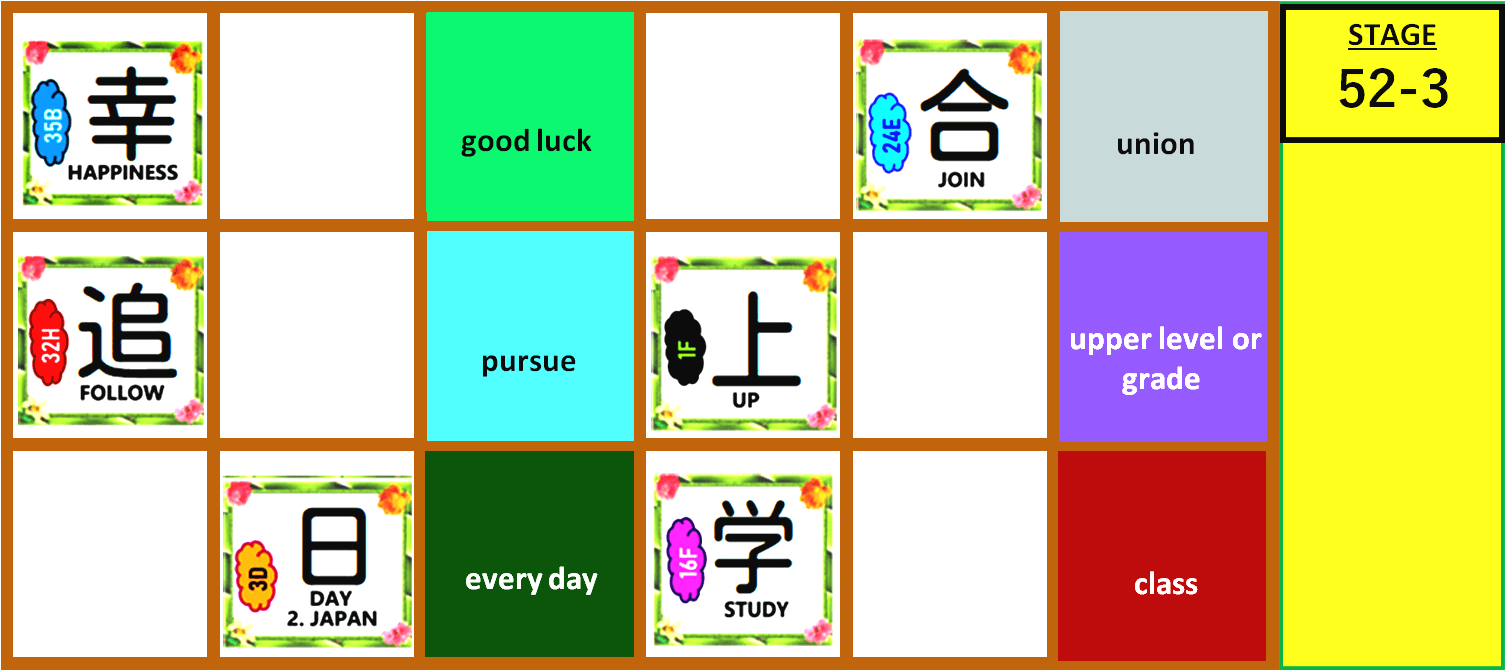 35B
幸
HAPPINESS
good luck
24E
合
JOIN
union
STAGE
52-3
32H
追
FOLLOW
pursue
1F
上
UP
upper level or
grade
3D
日
DAY
2. JAPAN
every day
16F
学
STUDY
class